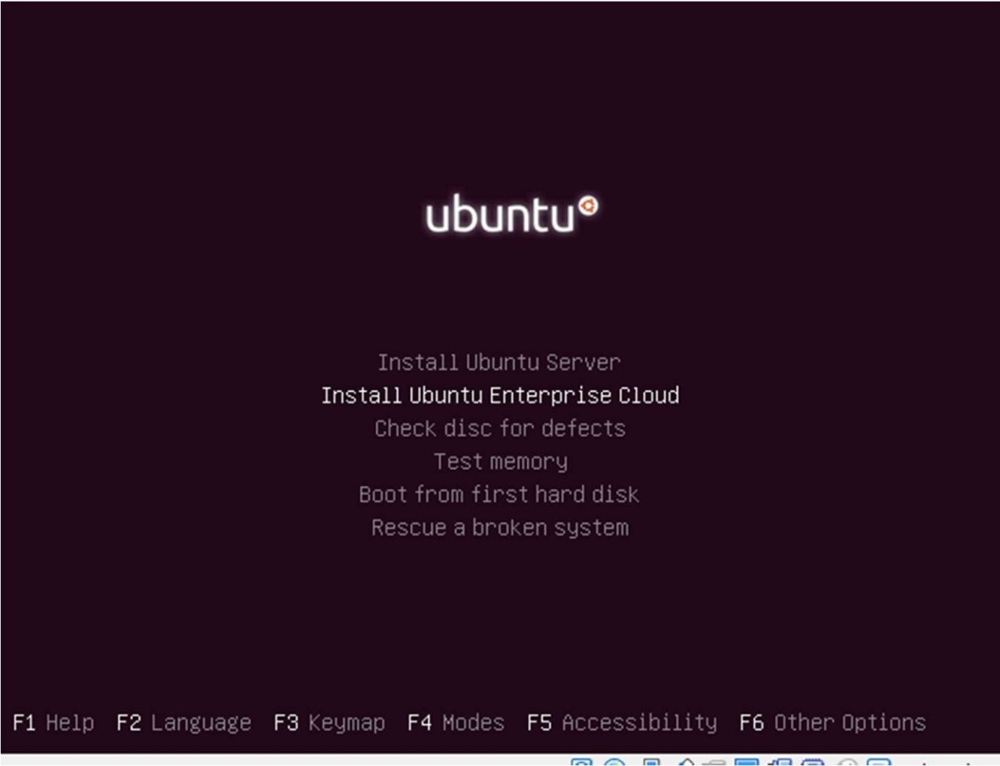 ubuntu
Install Ubuntu Server
Install Ubuntu Enterprise Cloud
Check disc for defects
Test memory
Boot from first hard disk
Rescue a broken system
F1 Help F2 Language F3 Keymap F4 Modes F5 Accessibility F6 Other Options